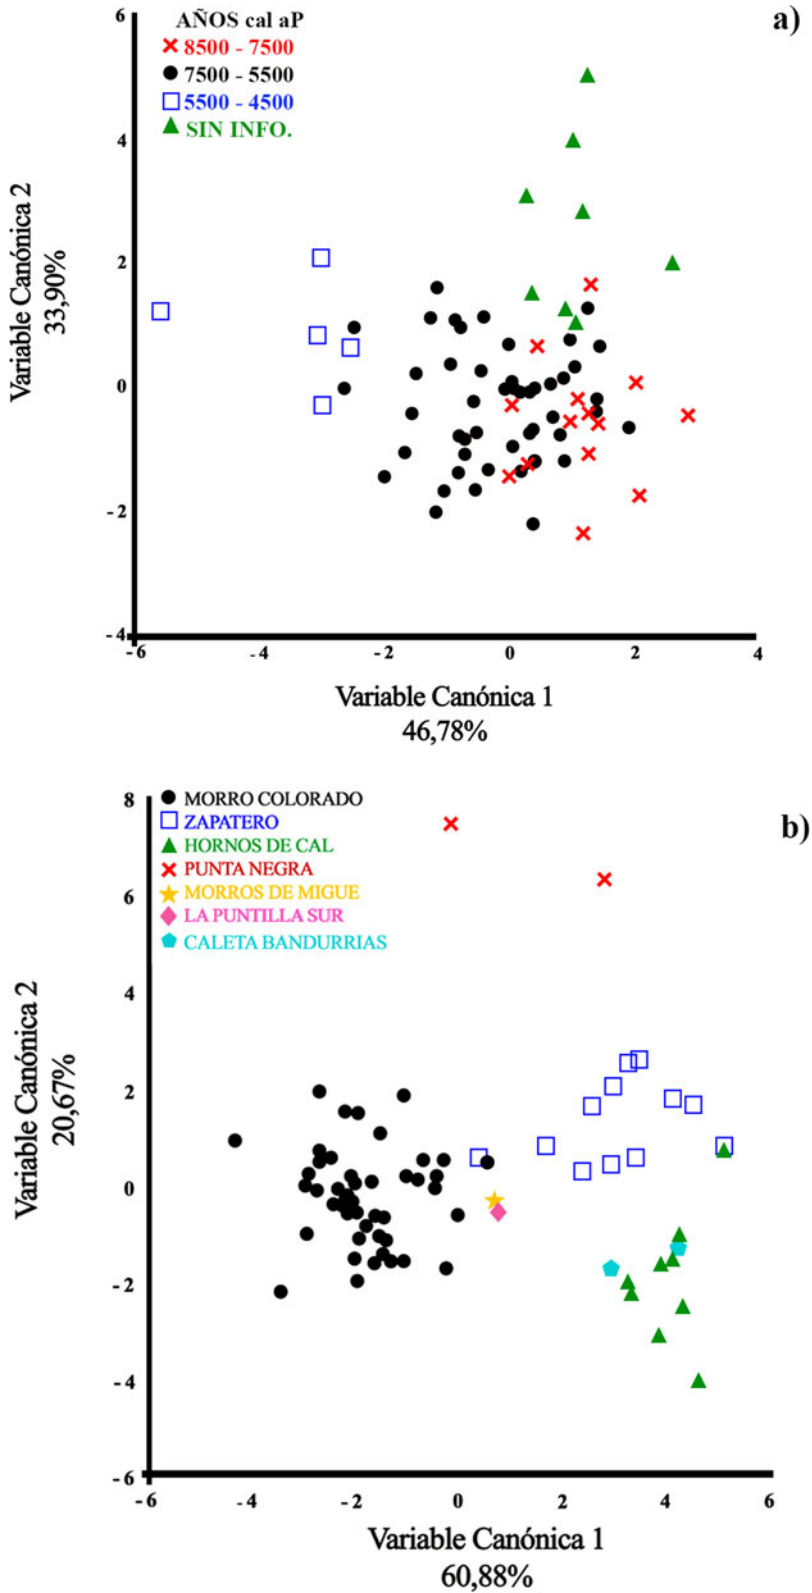 a)
AÑOS cal aP
8500 - 7500
7500 - 5500
5500 - 4500
SIN INFO.
6
4
2
0
- 2
- 4
Variable Canónica 2
33,90%
- 6
- 4
- 2
0
2
4
Variable Canónica 1
46,78%
b)
MORRO COLORADO
ZAPATERO
HORNOS DE CAL
PUNTA NEGRA
MORROS DE MIGUE
LA PUNTILLA SUR
CALETA BANDURRIAS
8
6
4
2
0
- 2
- 4
- 6
Variable Canónica 2
20,67%
- 6
- 4
- 2
0
2
4
6
Variable Canónica 1
60,88%